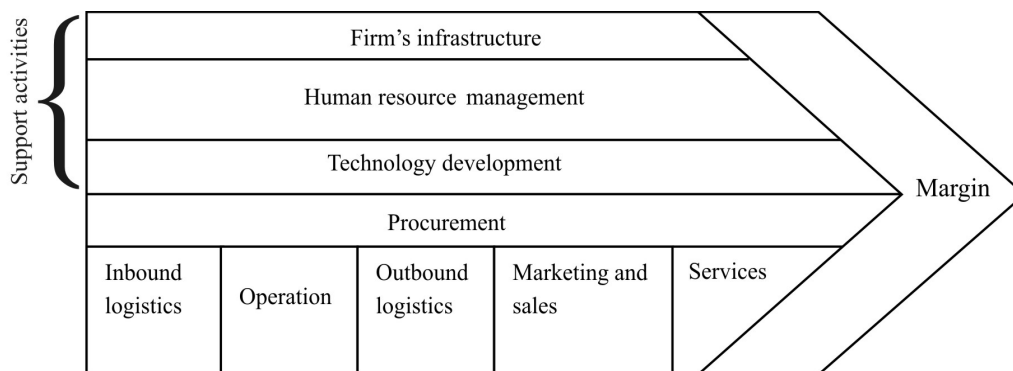 Support activities
Firm's infrastructure
Human resource management
Technology development
Margin
Procurement
Inbound
logistics
Operation
Outbound
logistics
Marketing and
sales
Services